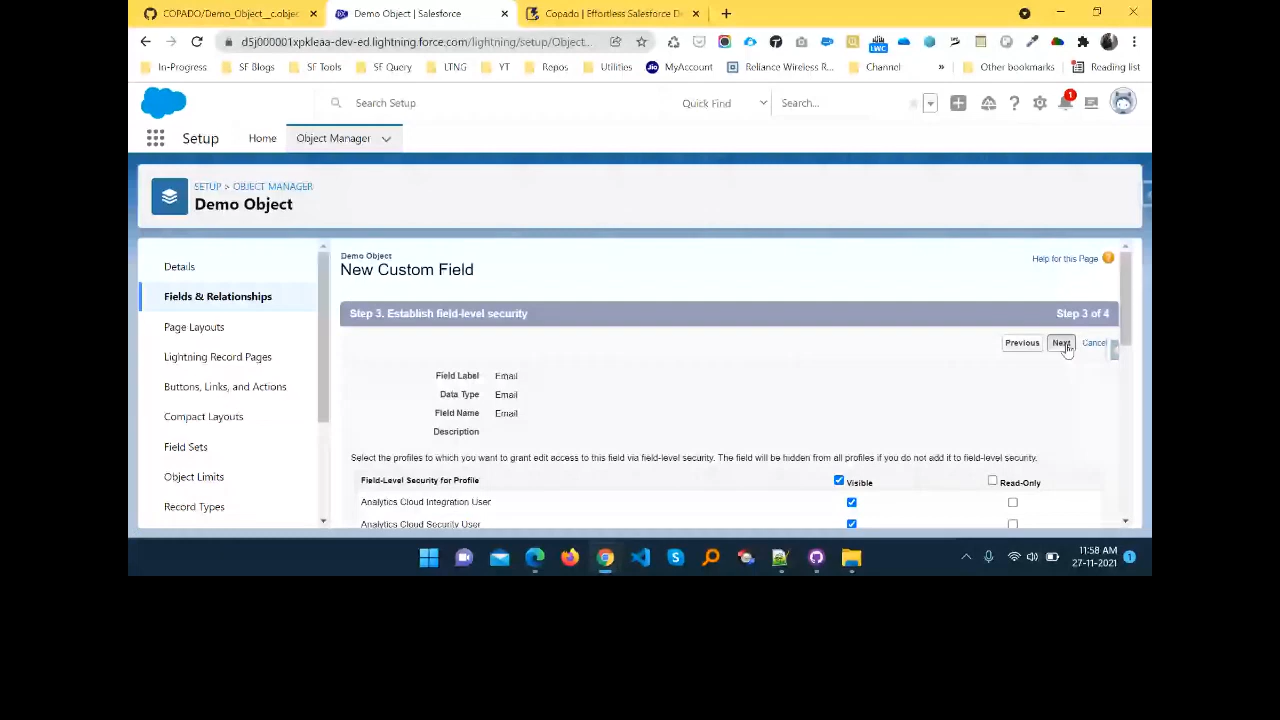 COPADO/Demo_Object__c.objec
Demo Object | Salesforce
Copado | Effortless Salesforce De
d5j000001xpkleaa-dev-ed.lightning.force.com/lightning/setup/Object...
In-Progress
SF Blogs
SF Tools
SF Query
LTNG
YT
Repos
Utilities
Jio
MyAccount
Reliance Wireless R...
Channel
»
Other bookmarks
Reading list
LWC
Search Setup
Quick Find
Search...
1
Setup
Home
Object Manager
SETUP > OBJECT MANAGER
Demo Object
Details
Fields & Relationships
Page Layouts
Lightning Record Pages
Buttons, Links, and Actions
Compact Layouts
Field Sets
Object Limits
Record Types
Demo Object
New Custom Field
Help for this Page
Step 3. Establish field-level security
Step 3 of 4
Previous
Next
Cancel
Field Label Email
Data Type Email
Field Name Email
Description
Select the profiles to which you want to grant edit access to this field via field-level security. The field will be hidden from all profiles if you do not add it to field-level security.
Field-Level Security for Profile
Visible
Read-Only
Analytics Cloud Integration User
Analytics Cloud Security User
11:58 AM
27-11-2021
1